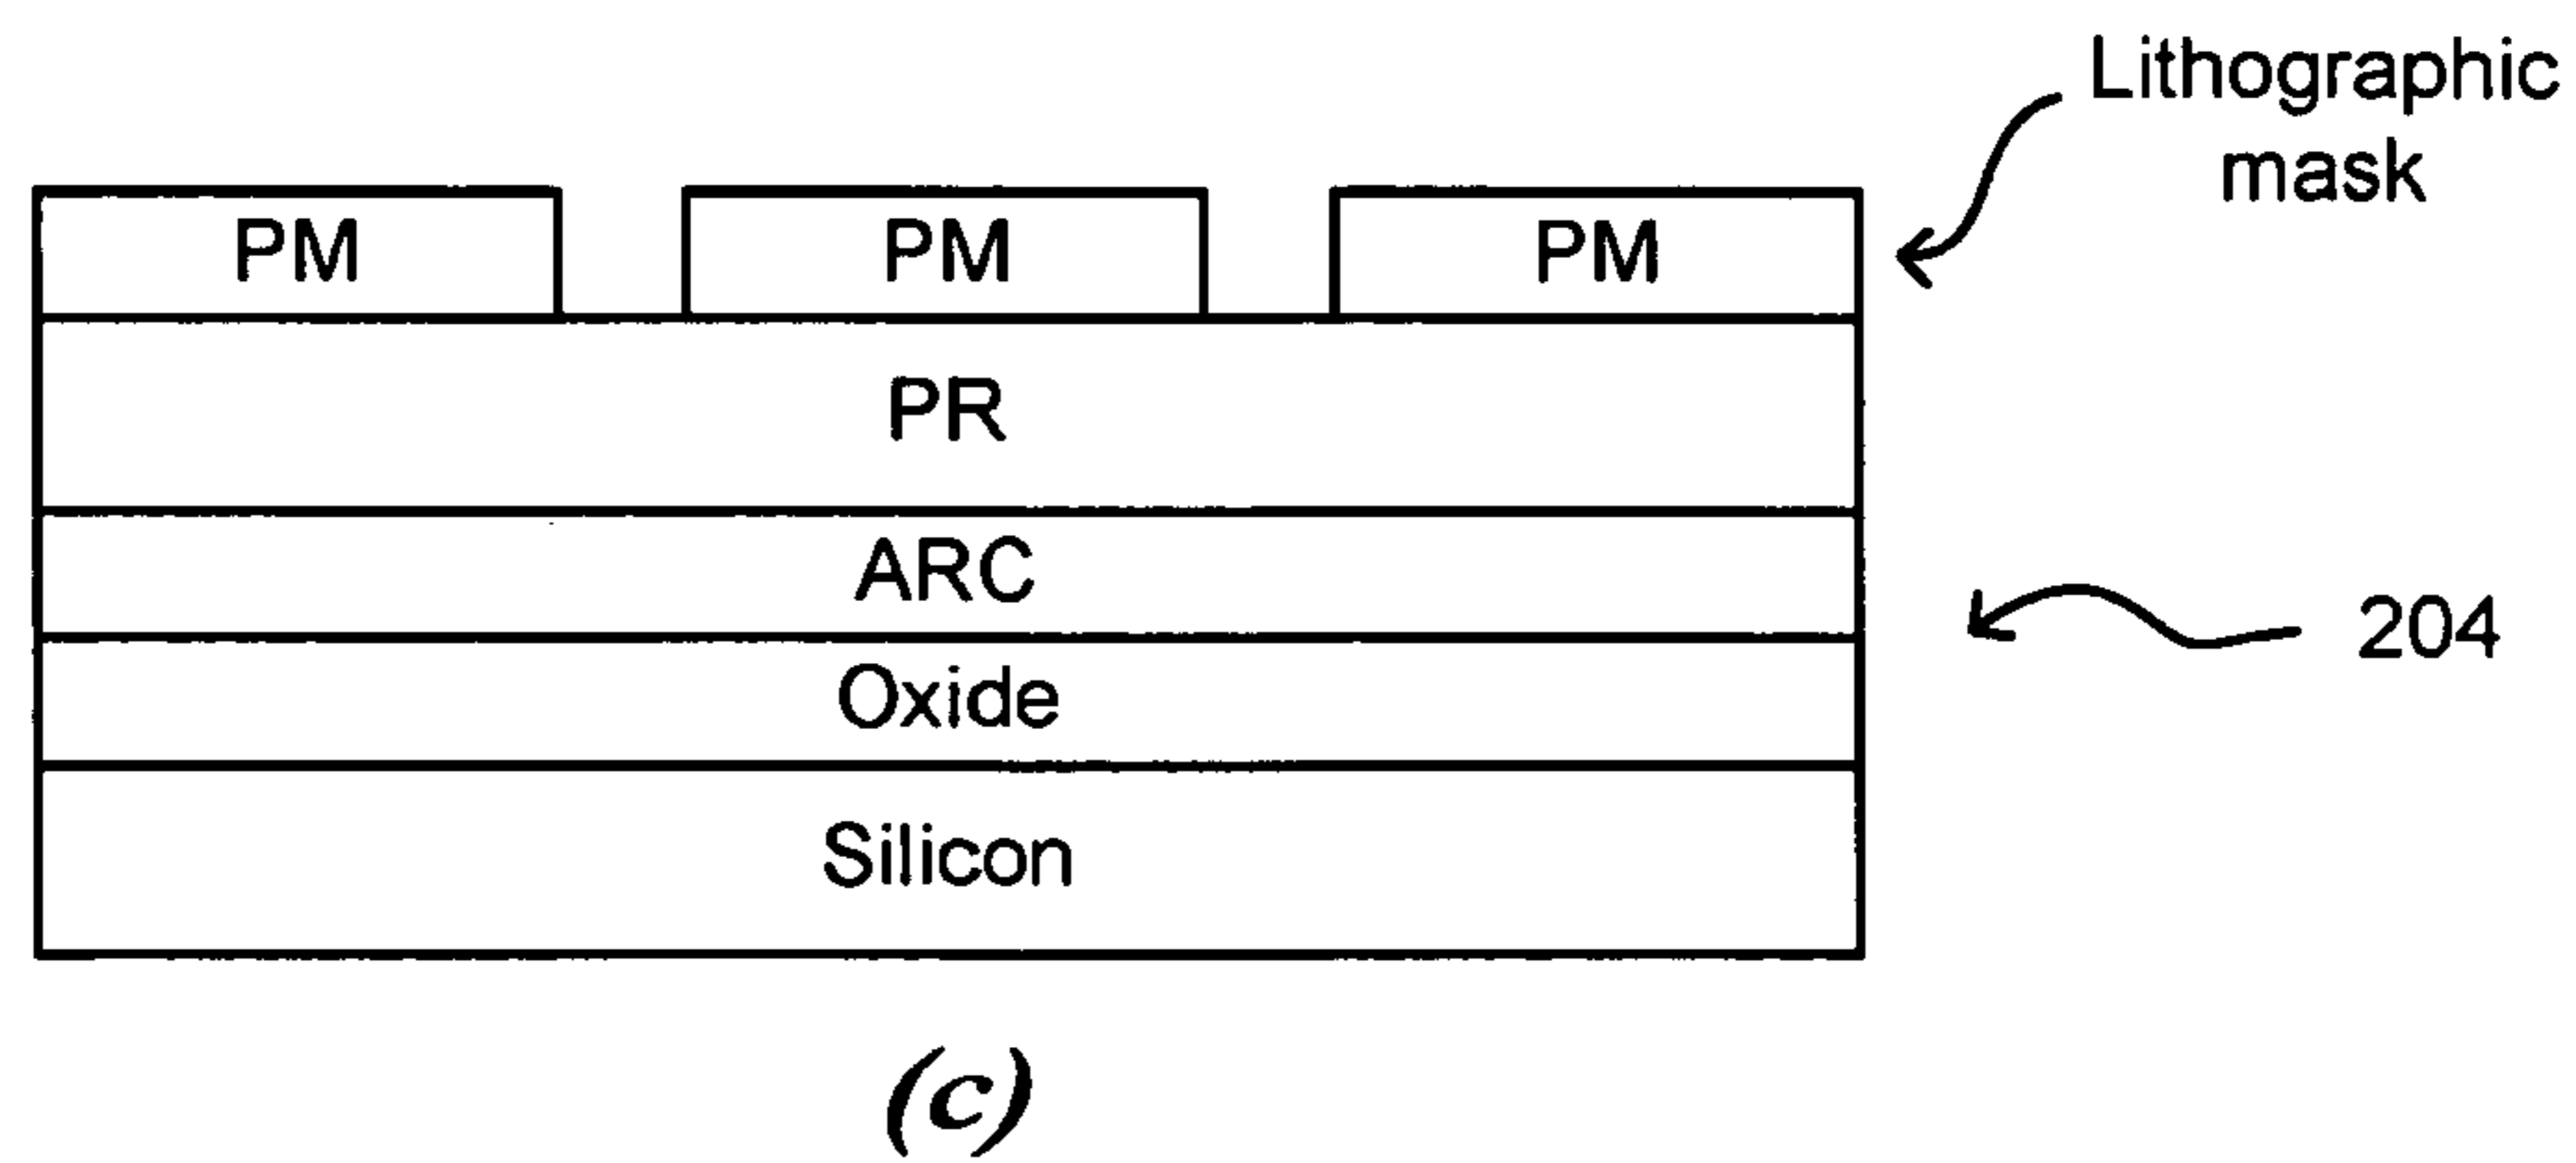 Lithographic
mask
PM PM PM
PR
ARC
204
Oxide
Silicon
(c)